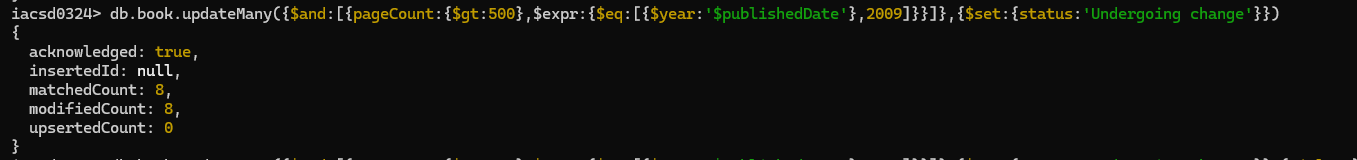 iacsd0324> db.book.updateMany({$and:[{pageCount:{$gt:500},$expr:{$eq:[{$year:'$publishedDate'},2009]}}]},{$set:{status:'Undergoing change'}})
{
  acknowledged: true,
  insertedId: null,
  matchedCount: 8,
  modifiedCount: 8,
  upsertedCount: 0
}